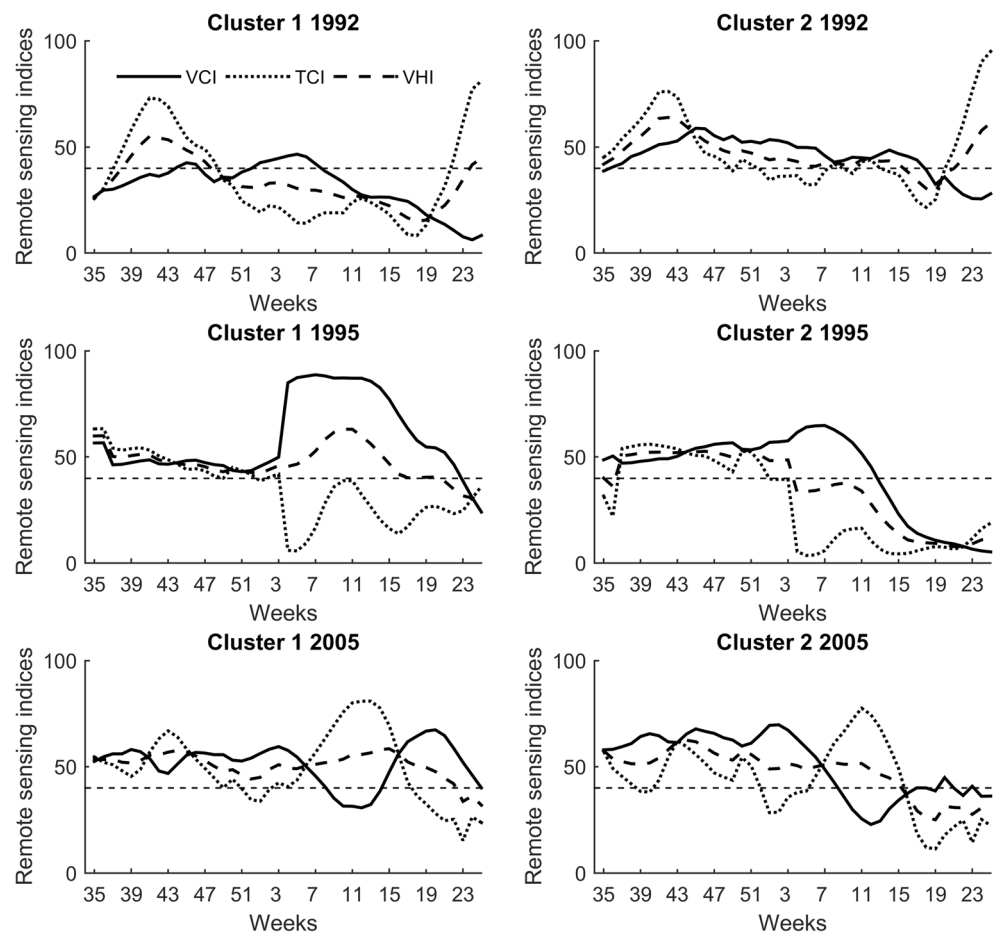 Cluster 1 1992
Remote sensing indices
100
50
0
VCI TCI VHI
35 39 43 47 51 3 7 11 15 19 23
Weeks
Cluster 2 1992
Remote sensing indices
100
50
0
35 39 43 47 51 3 7 11 15 19 23
Weeks
Cluster 1 1995
Remote sensing indices
100
50
0
35 39 43 47 51 3 7 11 15 19 23
Weeks
Cluster 2 1995
Remote sensing indices
100
50
0
35 39 43 47 51 3 7 11 15 19 23
Weeks
Cluster 1 2005
Remote sensing indices
100
50
0
35 39 43 47 51 3 7 11 15 19 23
Weeks
Cluster 2 2005
Remote sensing indices
100
50
0
35 39 43 47 51 3 7 11 15 19 23
Weeks